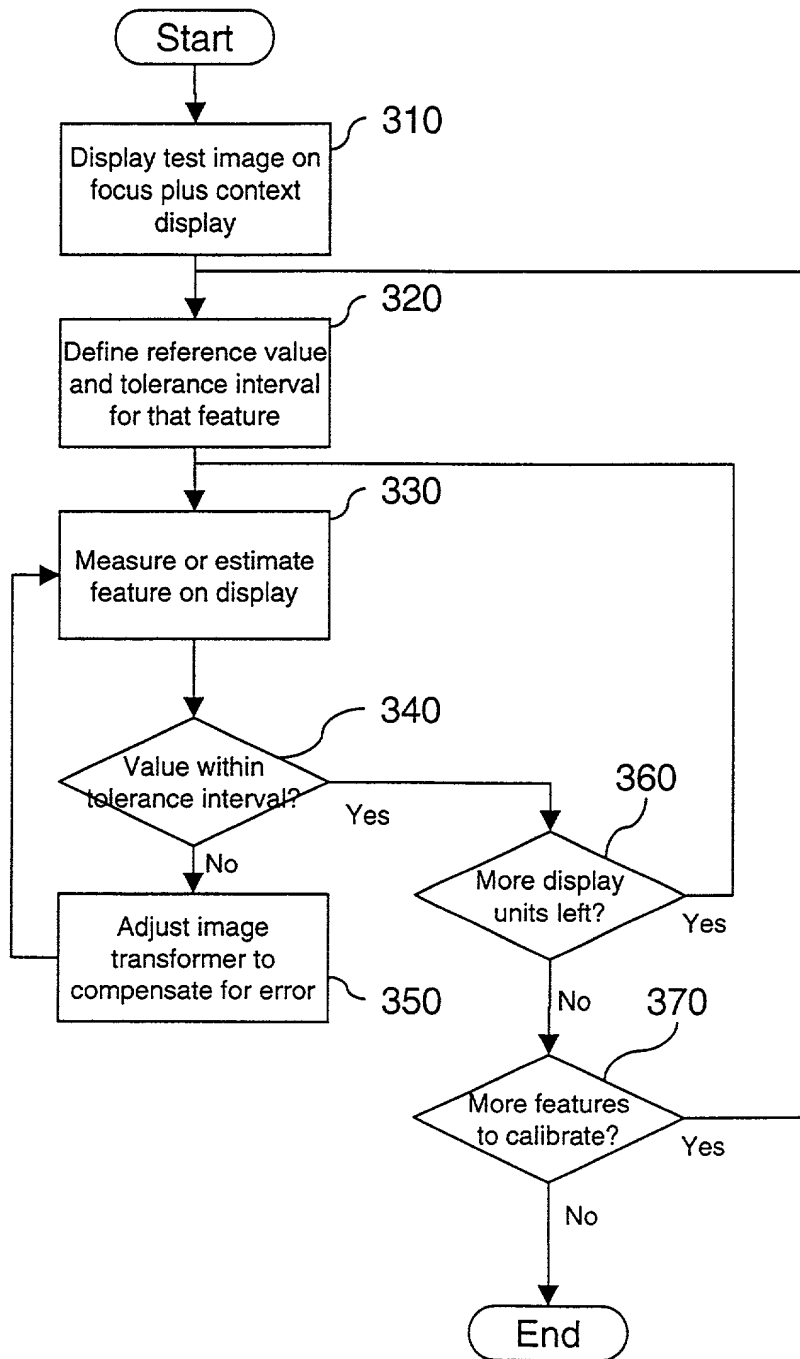 Start
310
Display test image on
focus plus context
display
320
Define reference value
and tolerance interval
for that feature
330
Measure or estimate
feature on display
340
Value within
tolerance interval?
Yes
No
Adjust image
transformer to
compensate for error
350
360
More display
units left?
Yes
No
370
More features
to calibrate?
Yes
No
End